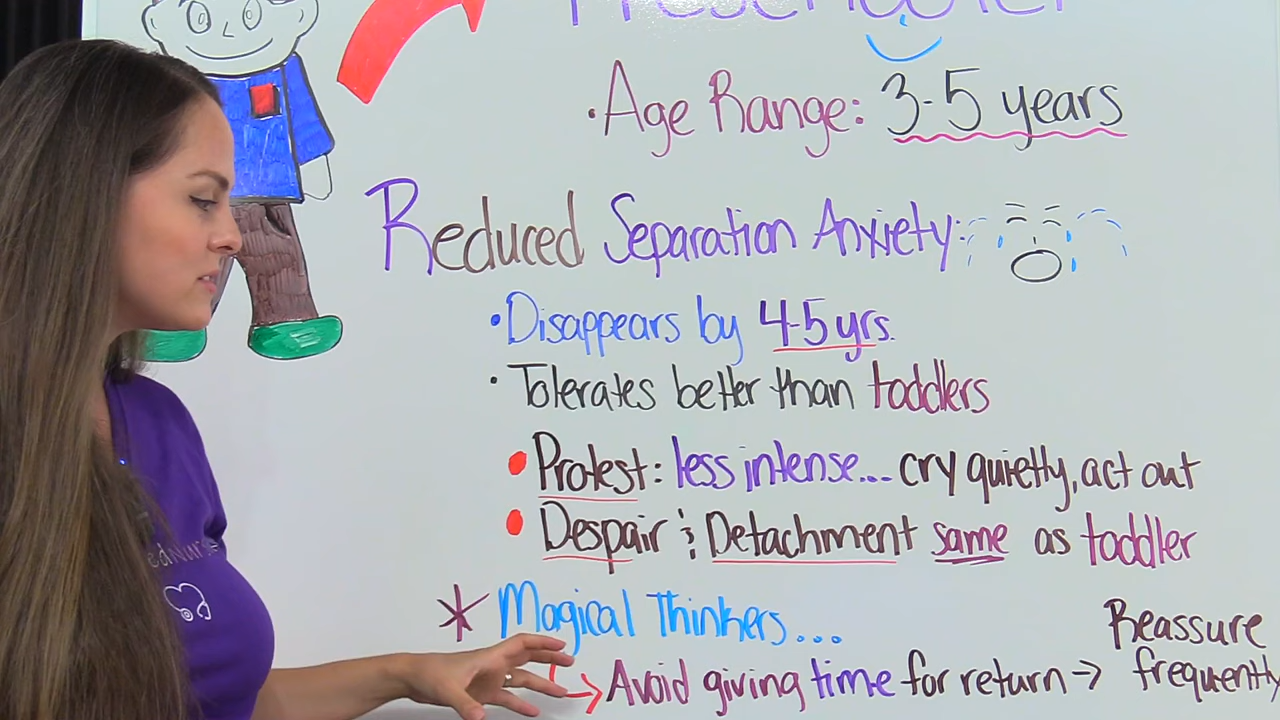 Preschooler
• Age Range: 3-5 years
Reduced Separation Anxiety:
• Disappears by 4-5 yrs.
• Tolerates better than toddlers
• Protest: less intense... cry quietly, act out
• Despair & Detachment same as toddler
* Magical Thinkers...
Reassure
→ Avoid giving time for return → frequently